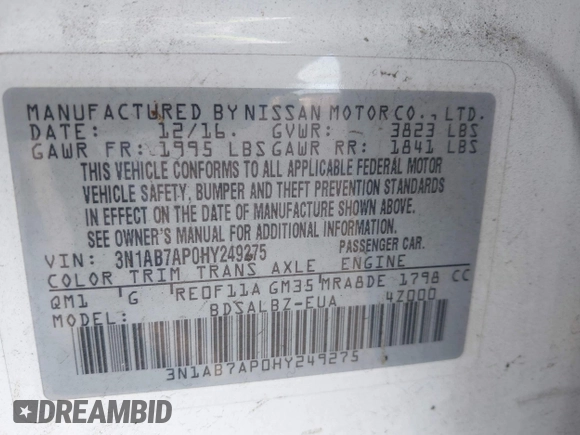 MANUFACTURED BY NISSAN MOTOR CO., LTD.
DATE: 12/16. GVWR: 3823 LBS
GAWR FR: 1995 LBS GAWR RR: 1841 LBS
THIS VEHICLE CONFORMS TO ALL APPLICABLE FEDERAL MOTOR
VEHICLE SAFETY, BUMPER AND THEFT PREVENTION STANDARDS
IN EFFECT ON THE DATE OF MANUFACTURE SHOWN ABOVE.
SEE OWNER'S MANUAL FOR ADDITIONAL INFORMATION.
VIN: 3N1AB7AP0HY249275 PASSENGER CAR.
COLOR TRIM TRANS AXLE ENGINE
QM1 G RE0F11A GM35 MRA8DE 1798 CC
MODEL: BDSALBZ-EUA 4Z000
3N1AB7AP0HY249275
DREAMBID